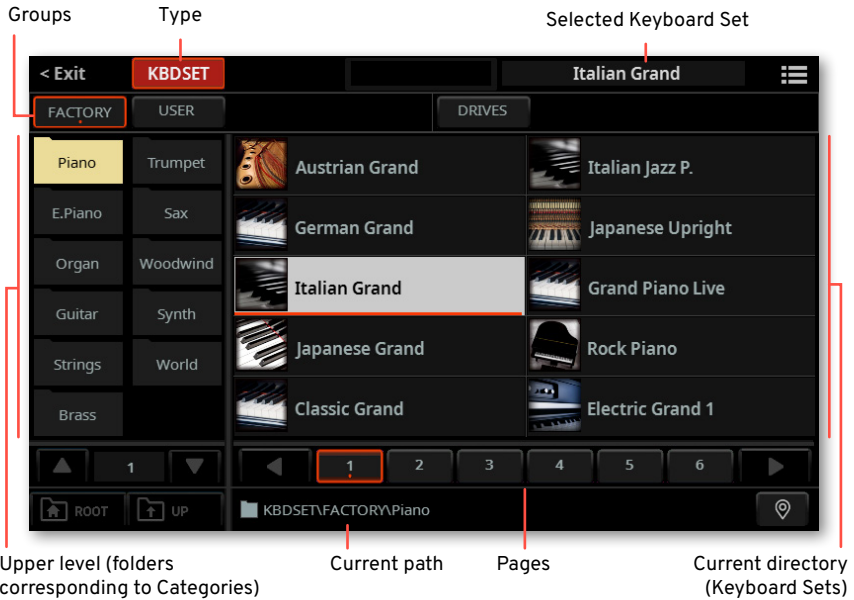 Groups
Type
Selected Keyboard Set
< Exit
KBDSET
Italian Grand
FACTORY
USER
DRIVES
Piano
Trumpet
E.Piano
Sax
Organ
Woodwind
Guitar
Synth
Strings
World
Brass
Austrian Grand
Italian Jazz P.
German Grand
Japanese Upright
Italian Grand
Grand Piano Live
Japanese Grand
Rock Piano
Classic Grand
Electric Grand 1
1
1
2
3
4
5
6
ROOT
UP
KBDSET\FACTORY\Piano
Upper level (folders
corresponding to Categories)
Current path
Pages
Current directory
(Keyboard Sets)